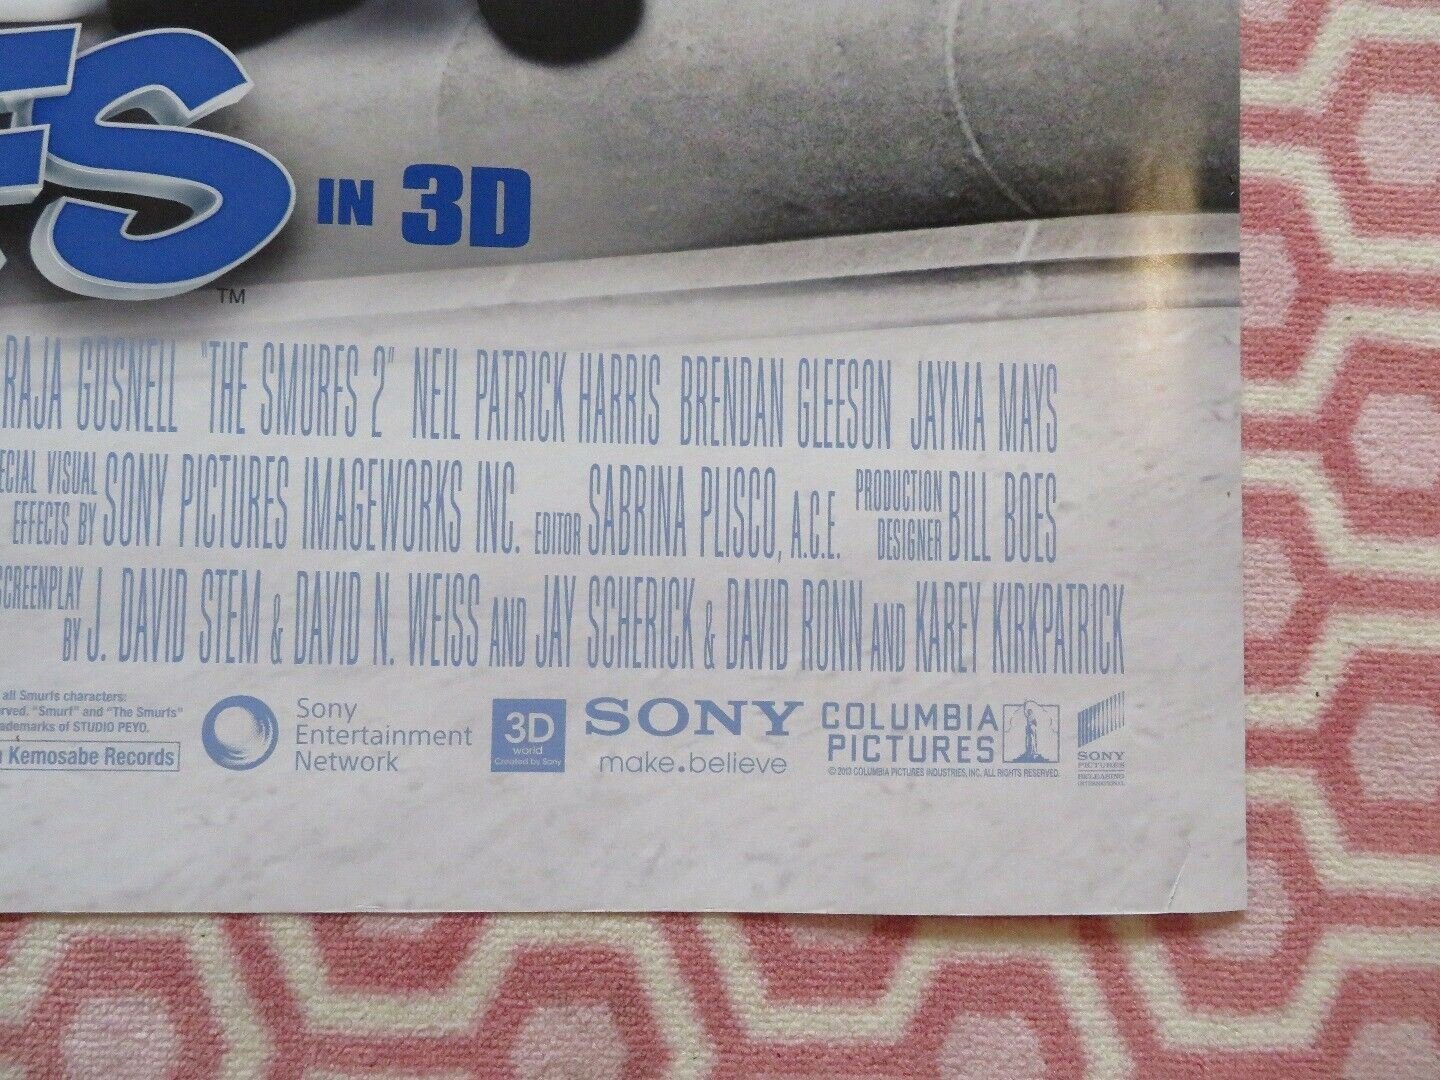 FS IN 3D
TM
RAJA GOSNELL "THE SMURFS 2" NEIL PATRICK HARRIS BRENDAN GLEESON JAYMA MAYS
ECIAL VISUAL EFFECTS BY SONY PICTURES IMAGEWORKS INC. EDITOR SABRINA PLISCO, A.C.E. PRODUCTION DESIGNER BILL BOES
SCREENPLAY BY J. DAVID STEM & DAVID N. WEISS AND JAY SCHERICK & DAVID RONN AND KAREY KIRKPATRICK
all Smurfs characters:
rved. "Smurf" and "The Smurfs"
ademarks of STUDIO PEYO.
Kemosabe Records
Sony
Entertainment
Network
3D
world
Created by Sony
SONY
make.believe
COLUMBIA
PICTURES
© 2013 COLUMBIA PICTURES INDUSTRIES, INC. ALL RIGHTS RESERVED.
SONY
PICTURES
RELEASING
INTERNATIONAL